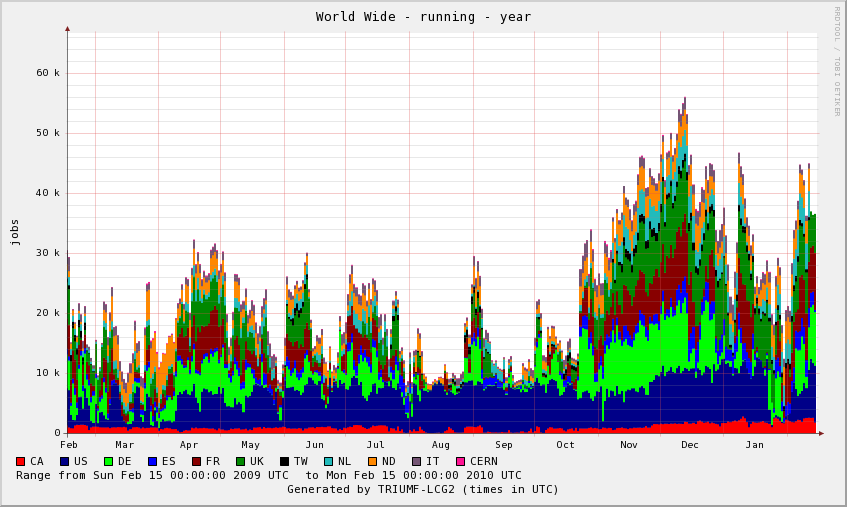 World Wide - running - year
RRDTOOL / TOBI OETIKER
jobs
60 k
50 k
40 k
30 k
20 k
10 k
0
Feb Mar Apr May Jun Jul Aug Sep Oct Nov Dec Jan
CA US DE ES FR UK TW NL ND IT CERN
Range from Sun Feb 15 00:00:00 2009 UTC to Mon Feb 15 00:00:00 2010 UTC
Generated by TRIUMF-LCG2 (times in UTC)